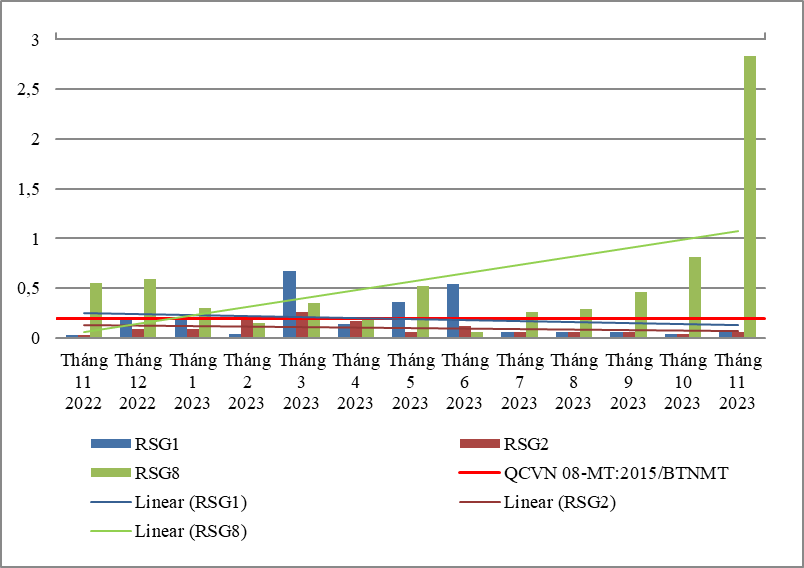 3
2,5
2
1,5
1
0,5
0
Tháng 11 2022
Tháng 12 2022
Tháng 1 2023
Tháng 2 2023
Tháng 3 2023
Tháng 4 2023
Tháng 5 2023
Tháng 6 2023
Tháng 7 2023
Tháng 8 2023
Tháng 9 2023
Tháng 10 2023
Tháng 11 2023
RSG1
RSG2
RSG8
QCVN 08-MT:2015/BTNMT
Linear (RSG1)
Linear (RSG2)
Linear (RSG8)